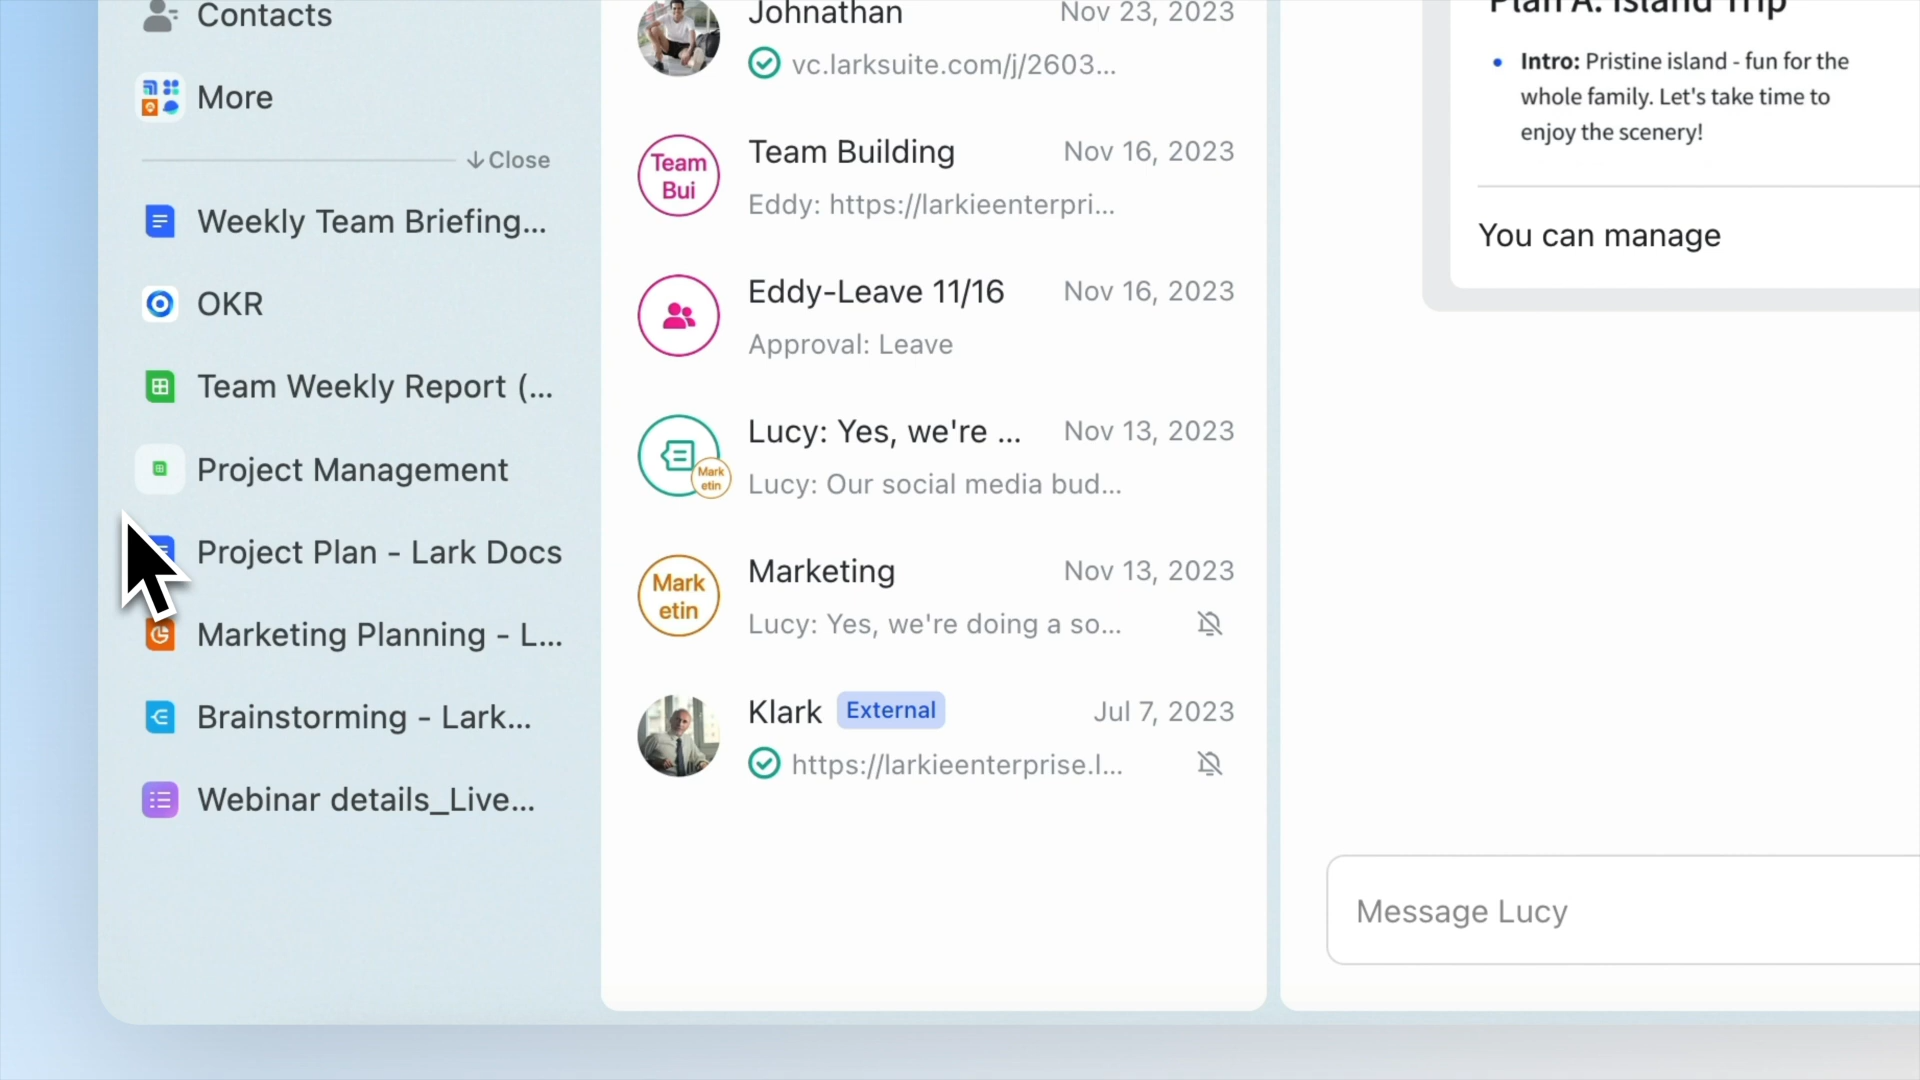 Contacts
More
Close
Weekly Team Briefing...
OKR
Team Weekly Report (...
Project Management
Project Plan - Lark Docs
Marketing Planning - L...
Brainstorming - Lark...
Webinar details_Live...
Johnathan Nov 23, 2023
vc.larksuite.com/j/2603...
Team
Bui
Team Building Nov 16, 2023
Eddy: https://larkieenterpri...
Eddy-Leave 11/16 Nov 16, 2023
Approval: Leave
Mark
etin
Lucy: Yes, we're ... Nov 13, 2023
Lucy: Our social media bud...
Mark
etin
Marketing Nov 13, 2023
Lucy: Yes, we're doing a so...
Klark External Jul 7, 2023
https://larkieenterprise.l...
Plan A: Island Trip
Intro: Pristine island - fun for the
whole family. Let's take time to
enjoy the scenery!
You can manage
Message Lucy